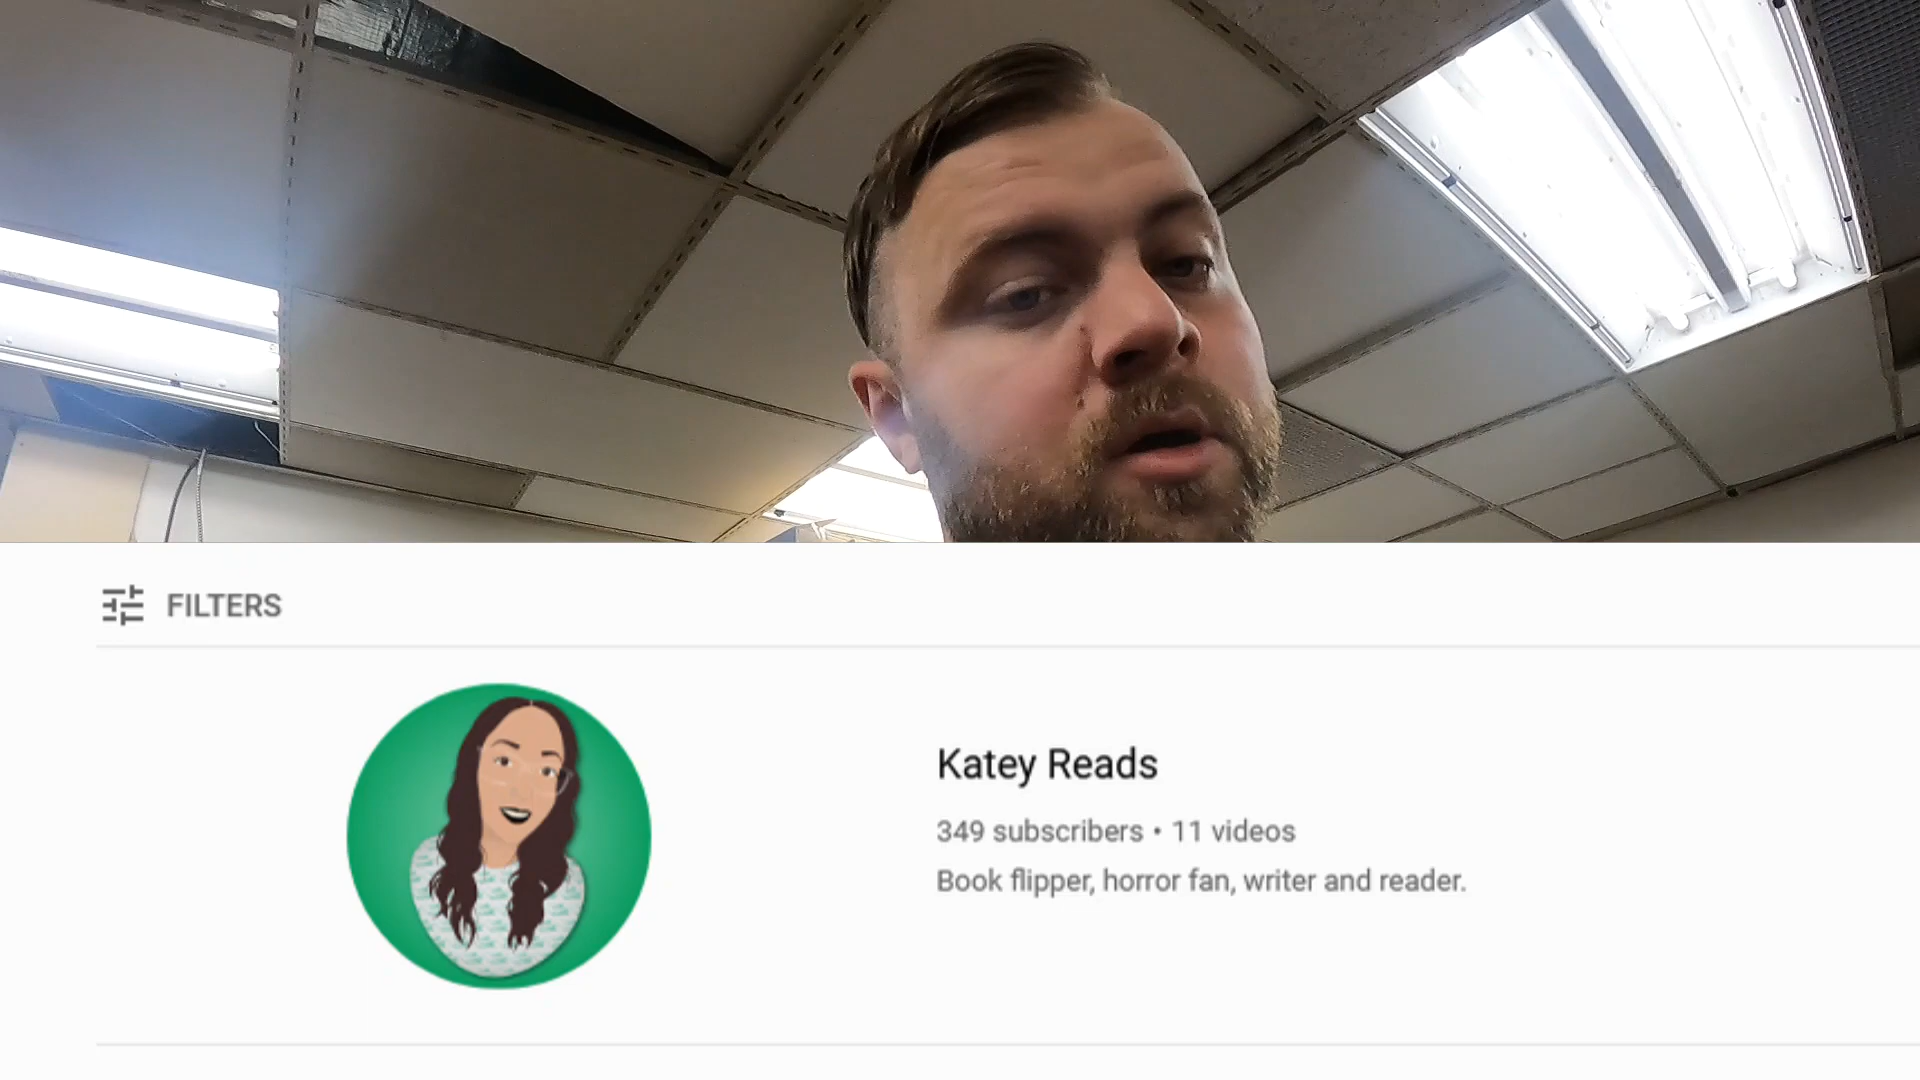 FILTERS
Katey Reads
349 subscribers • 11 videos
Book flipper, horror fan, writer and reader.